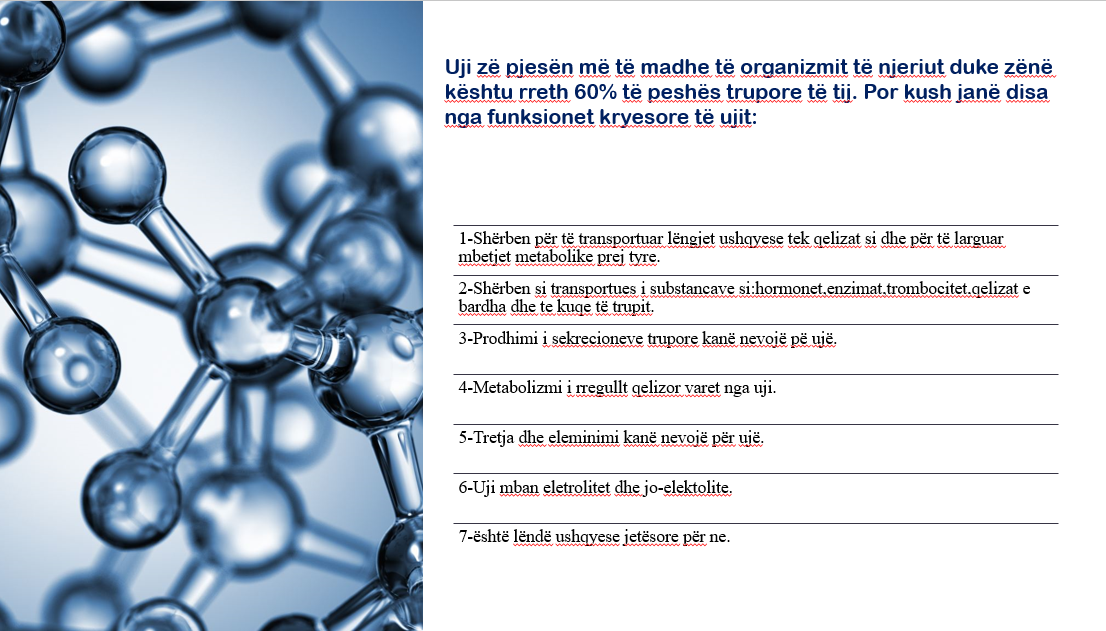 Uji zë pjesën më të madhe të organizmit të njeriut duke zënë
kështu rreth 60% të peshës trupore të tij. Por kush janë disa
nga funksionet kryesore të ujit:
1-Shërben për të transportuar lëngjet ushqyese tek qelizat si dhe për të larguar
mbetjet metabolike prej tyre.
2-Shërben si transportues i substancave si:hormonet,enzimat,trombocitet,qelizat e
bardha dhe te kuqe të trupit.
3-Prodhimi i sekrecioneve trupore kanë nevojë pë ujë.
4-Metabolizmi i rregullt qelizor varet nga uji.
5-Tretja dhe eleminimi kanë nevojë për ujë.
6-Uji mban eletrolitet dhe jo-elektolite.
7-është lëndë ushqyese jetësore për ne.